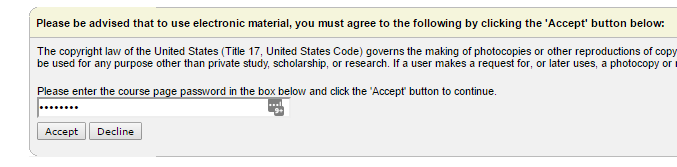 Please be advised that to use electronic material, you must agree to the following by clicking the 'Accept' button below:
The copyright law of the United States (Title 17, United States Code) governs the making of photocopies or other reproductions of copy
be used for any purpose other than private study, scholarship, or research. If a user makes a request for, or later uses, a photocopy or
Please enter the course page password in the box below and click the 'Accept' button to continue.
••••••••
Accept Decline